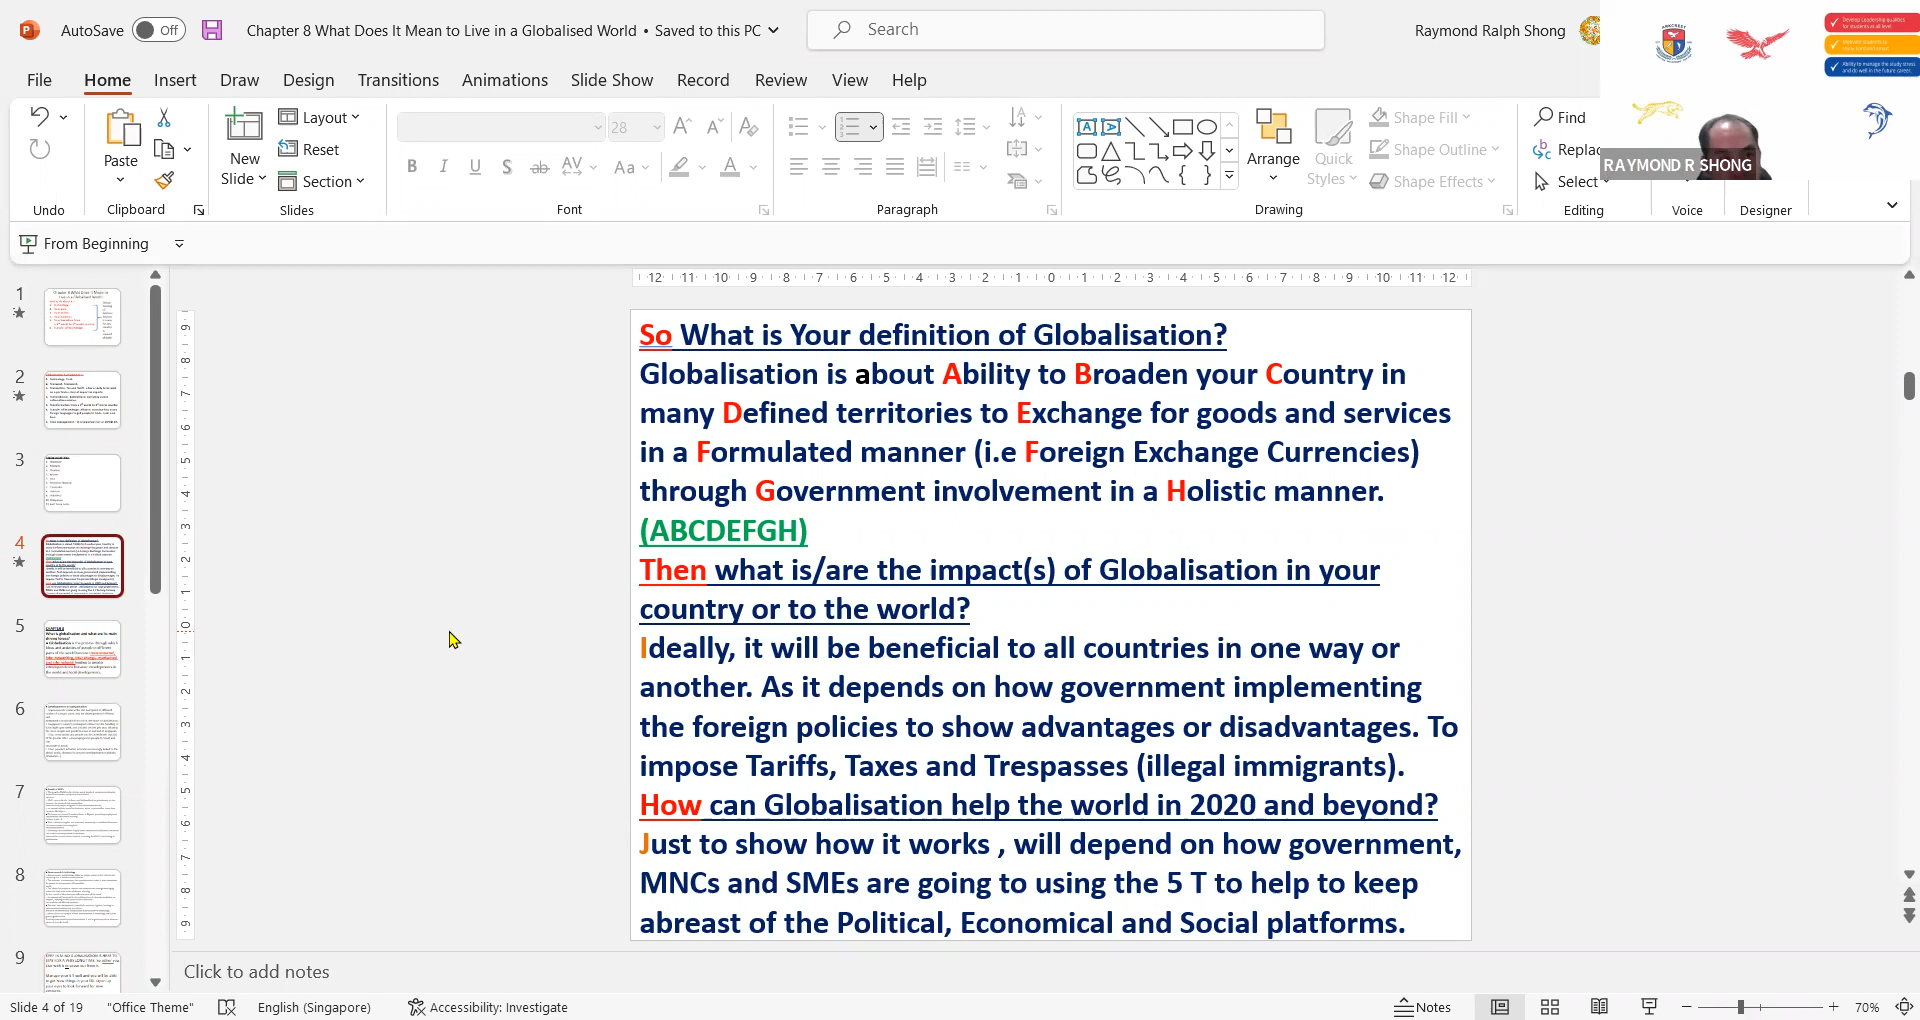 AutoSave Off Chapter 8 What Does It Mean to Live in a Globalised World • Saved to this PC Search Raymond Ralph Shong
File Home Insert Draw Design Transitions Animations Slide Show Record Review View Help
Paste New Slide Layout Reset Section 28 Arrange Quick Styles Shape Fill Shape Outline Shape Effects Find Replac Select
RAYMOND R SHONG
Undo Clipboard Slides Font Paragraph Drawing Editing Voice Designer
From Beginning
So What is Your definition of Globalisation?
Globalisation is about Ability to Broaden your Country in
many Defined territories to Exchange for goods and services
in a Formulated manner (i.e Foreign Exchange Currencies)
through Government involvement in a Holistic manner.
(ABCDEFGH)
Then what is/are the impact(s) of Globalisation in your
country or to the world?
Ideally, it will be beneficial to all countries in one way or
another. As it depends on how government implementing
the foreign policies to show advantages or disadvantages. To
impose Tariffs, Taxes and Trespasses (illegal immigrants).
How can Globalisation help the world in 2020 and beyond?
Just to show how it works , will depend on how government,
MNCs and SMEs are going to using the 5 T to help to keep
abreast of the Political, Economical and Social platforms.
1
2
3
4
5
6
7
8
9
Click to add notes
Slide 4 of 19 "Office Theme" English (Singapore) Accessibility: Investigate Notes 70%